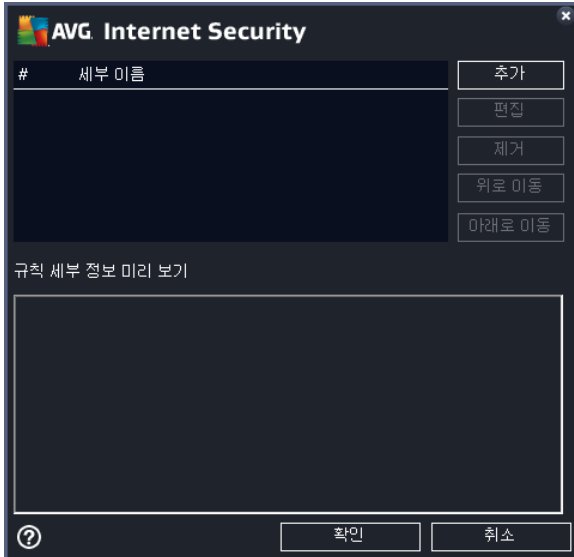 AVG Internet Security
# 세부 이름
추가
편집
제거
위로 이동
아래로 이동
규칙 세부 정보 미리 보기
확인
취소